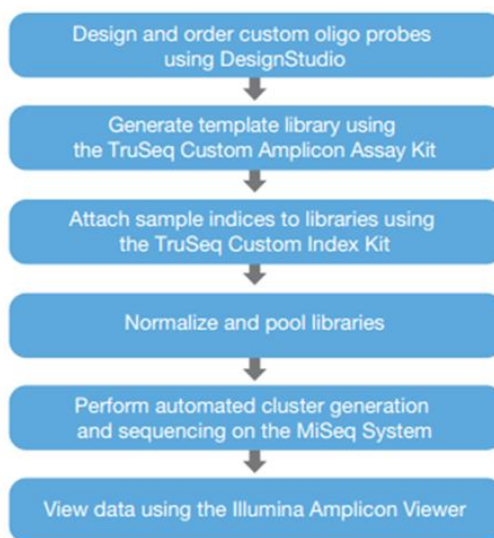 Design and order custom oligo probes
using DesignStudio
Generate template library using
the TruSeq Custom Amplicon Assay Kit
Attach sample indices to libraries using
the TruSeq Custom Index Kit
Normalize and pool libraries
Perform automated cluster generation
and sequencing on the MiSeq System
View data using the Illumina Amplicon Viewer